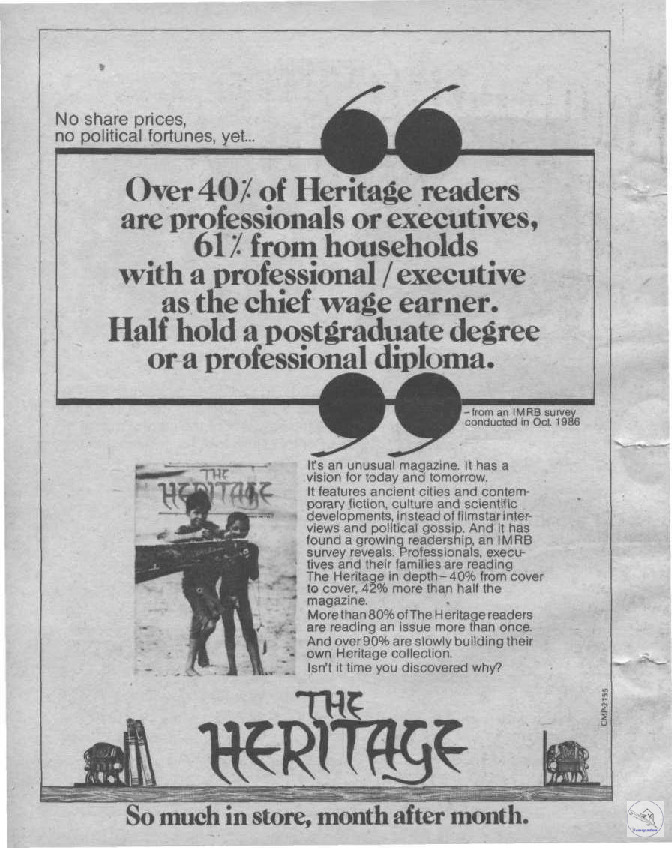 No share prices,
no political fortunes, yet...
Over 40% of Heritage readers
are professionals or executives,
61% from households
with a professional / executive
as the chief wage earner.
Half hold a postgraduate degree
or a professional diploma.
– from an IMRB survey
conducted in Oct. 1986
THE
HERITAGE
It's an unusual magazine. It has a
vision for today and tomorrow.
It features ancient cities and contem-
porary fiction, culture and scientific
developments, instead of filmstar inter-
views and political gossip. And it has
found a growing readership, an IMRB
survey reveals. Professionals, execu-
tives and their families are reading
The Heritage in depth – 40% from cover
to cover, 42% more than half the
magazine.
More than 80% of The Heritage readers
are reading an issue more than once.
And over 90% are slowly building their
own Heritage collection.
Isn't it time you discovered why?
CMP-2155
THE
HERITAGE
So much in store, month after month.